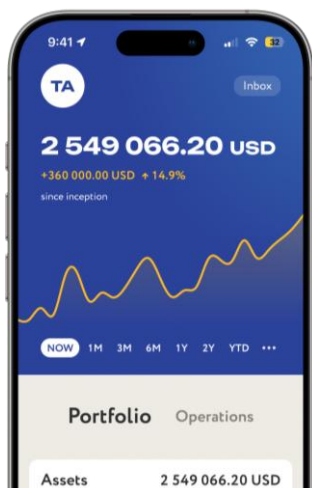 9:41
32
TA
Inbox
2 549 066.20 USD
+360 000.00 USD ↑ 14.9%
since inception
NOW 1M 3M 6M 1Y 2Y YTD •••
Portfolio Operations
Assets 2 549 066.20 USD